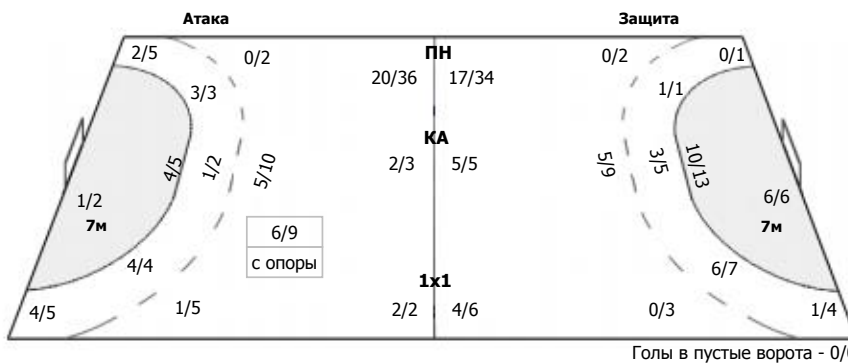 Атака Защита
2/5 0/2 ПН 0/2 0/1
20/36 17/34
3/3 1/1
КА
4/5 1/2 5/10 2/3 5/5 5/9 3/5 10/13
1/2 6/6
7м 7м
6/9
с опоры
4/4 6/7
1x1
4/5 1/5 2/2 4/6 0/3 1/4
Голы в пустые ворота - 0/